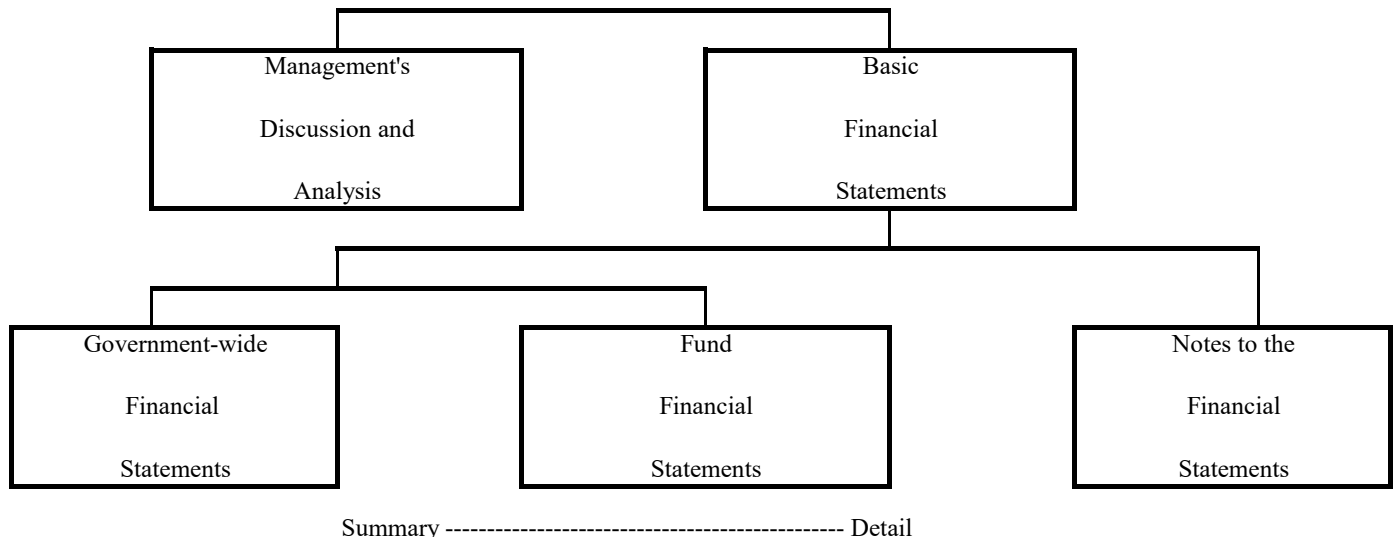 Management's
Discussion and
Analysis
Basic
Financial
Statements
Government-wide
Financial
Statements
Fund
Financial
Statements
Notes to the
Financial
Statements
Summary ------------------------------------------------ Detail